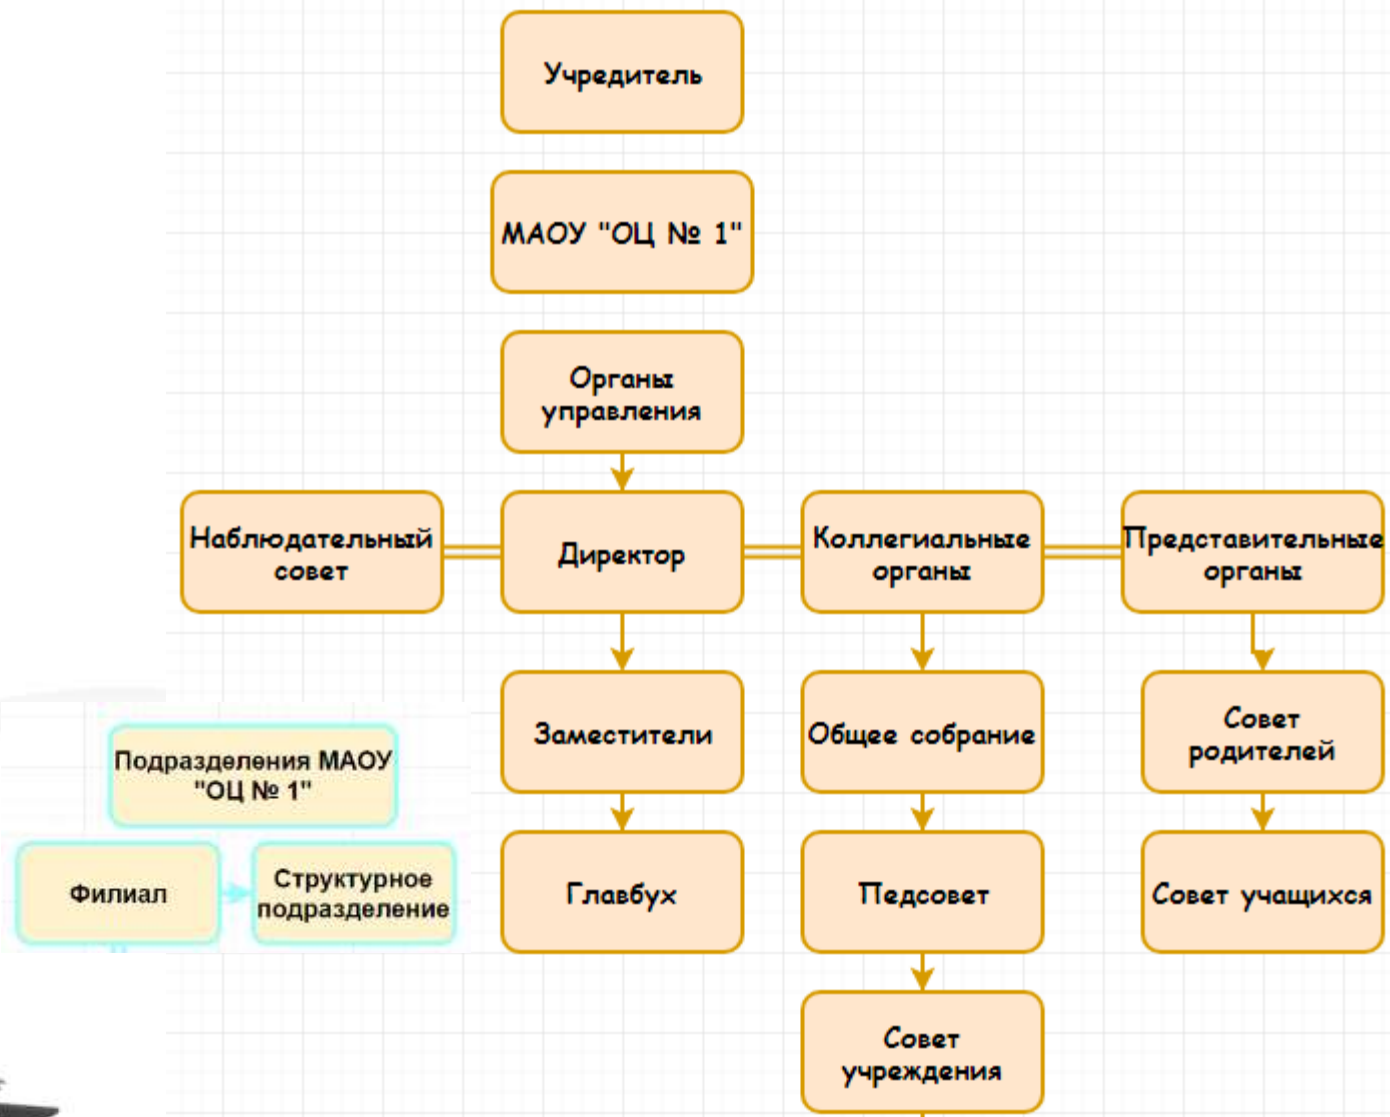 Учредитель
МАОУ "ОЦ № 1"
Органы
управления
Наблюдательный
совет
Директор
Коллегиальные
органы
Представительные
органы
Заместители
Общее собрание
Совет
родителей
Подразделения МАОУ
"ОЦ № 1"
Филиал
Структурное
подразделение
Главбух
Педсовет
Совет учащихся
Совет
учреждения